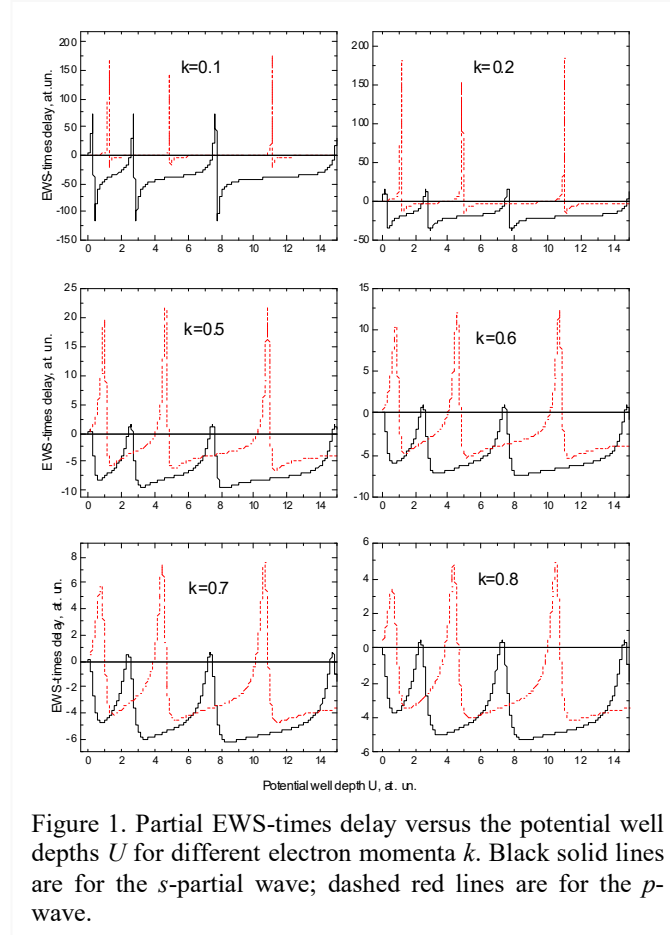 200
150
100
50
0
-50
-100
-150
0 2 4 6 8 10 12 14
EWS-times delay, at.un.
k=0.1
200
150
100
50
0
-50
0 2 4 6 8 10 12 14
k=0.2
25
20
15
10
5
0
-5
-10
0 2 4 6 8 10 12 14
EWS-times delay, at. un.
k=0.5
15
10
5
0
-5
-10
0 2 4 6 8 10 12 14
k=0.6
8
6
4
2
0
-2
-4
-6
0 2 4 6 8 10 12 14
EWS-times delay, at. un.
k=0.7
6
4
2
0
-2
-4
-6
0 2 4 6 8 10 12 14
k=0.8
Potential well depth U, at. un.
Figure 1. Partial EWS-times delay versus the potential well
depths U for different electron momenta k. Black solid lines
are for the s-partial wave; dashed red lines are for the p-
wave.